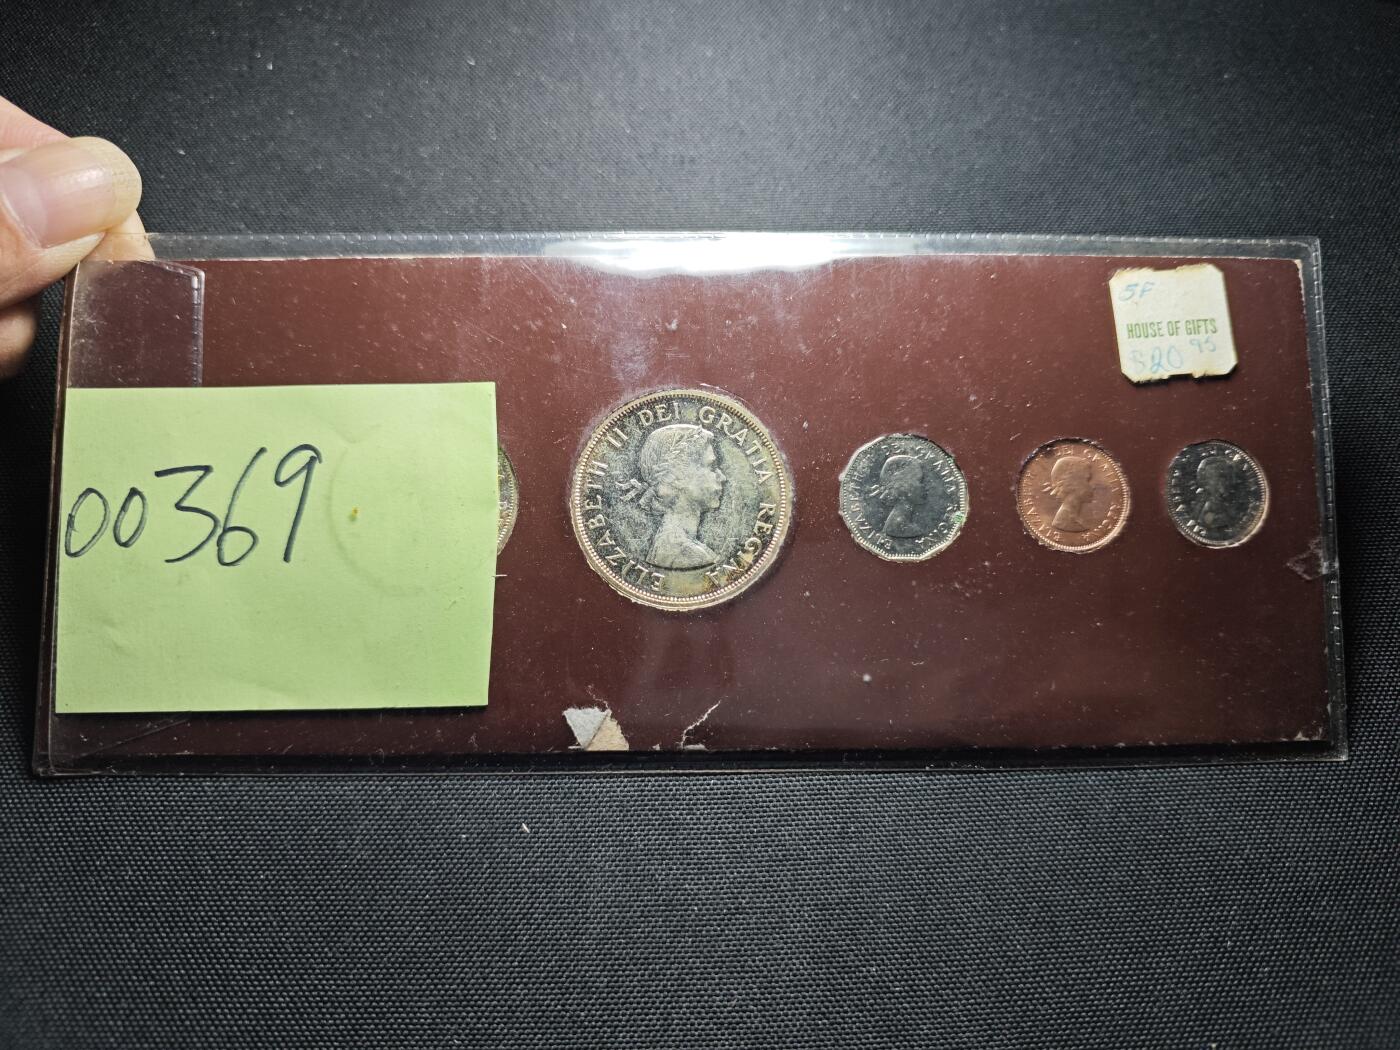 00369
5F
HOUSE OF GIFTS
$20 95
ELIZABETH II DEI GRATIA REGINA